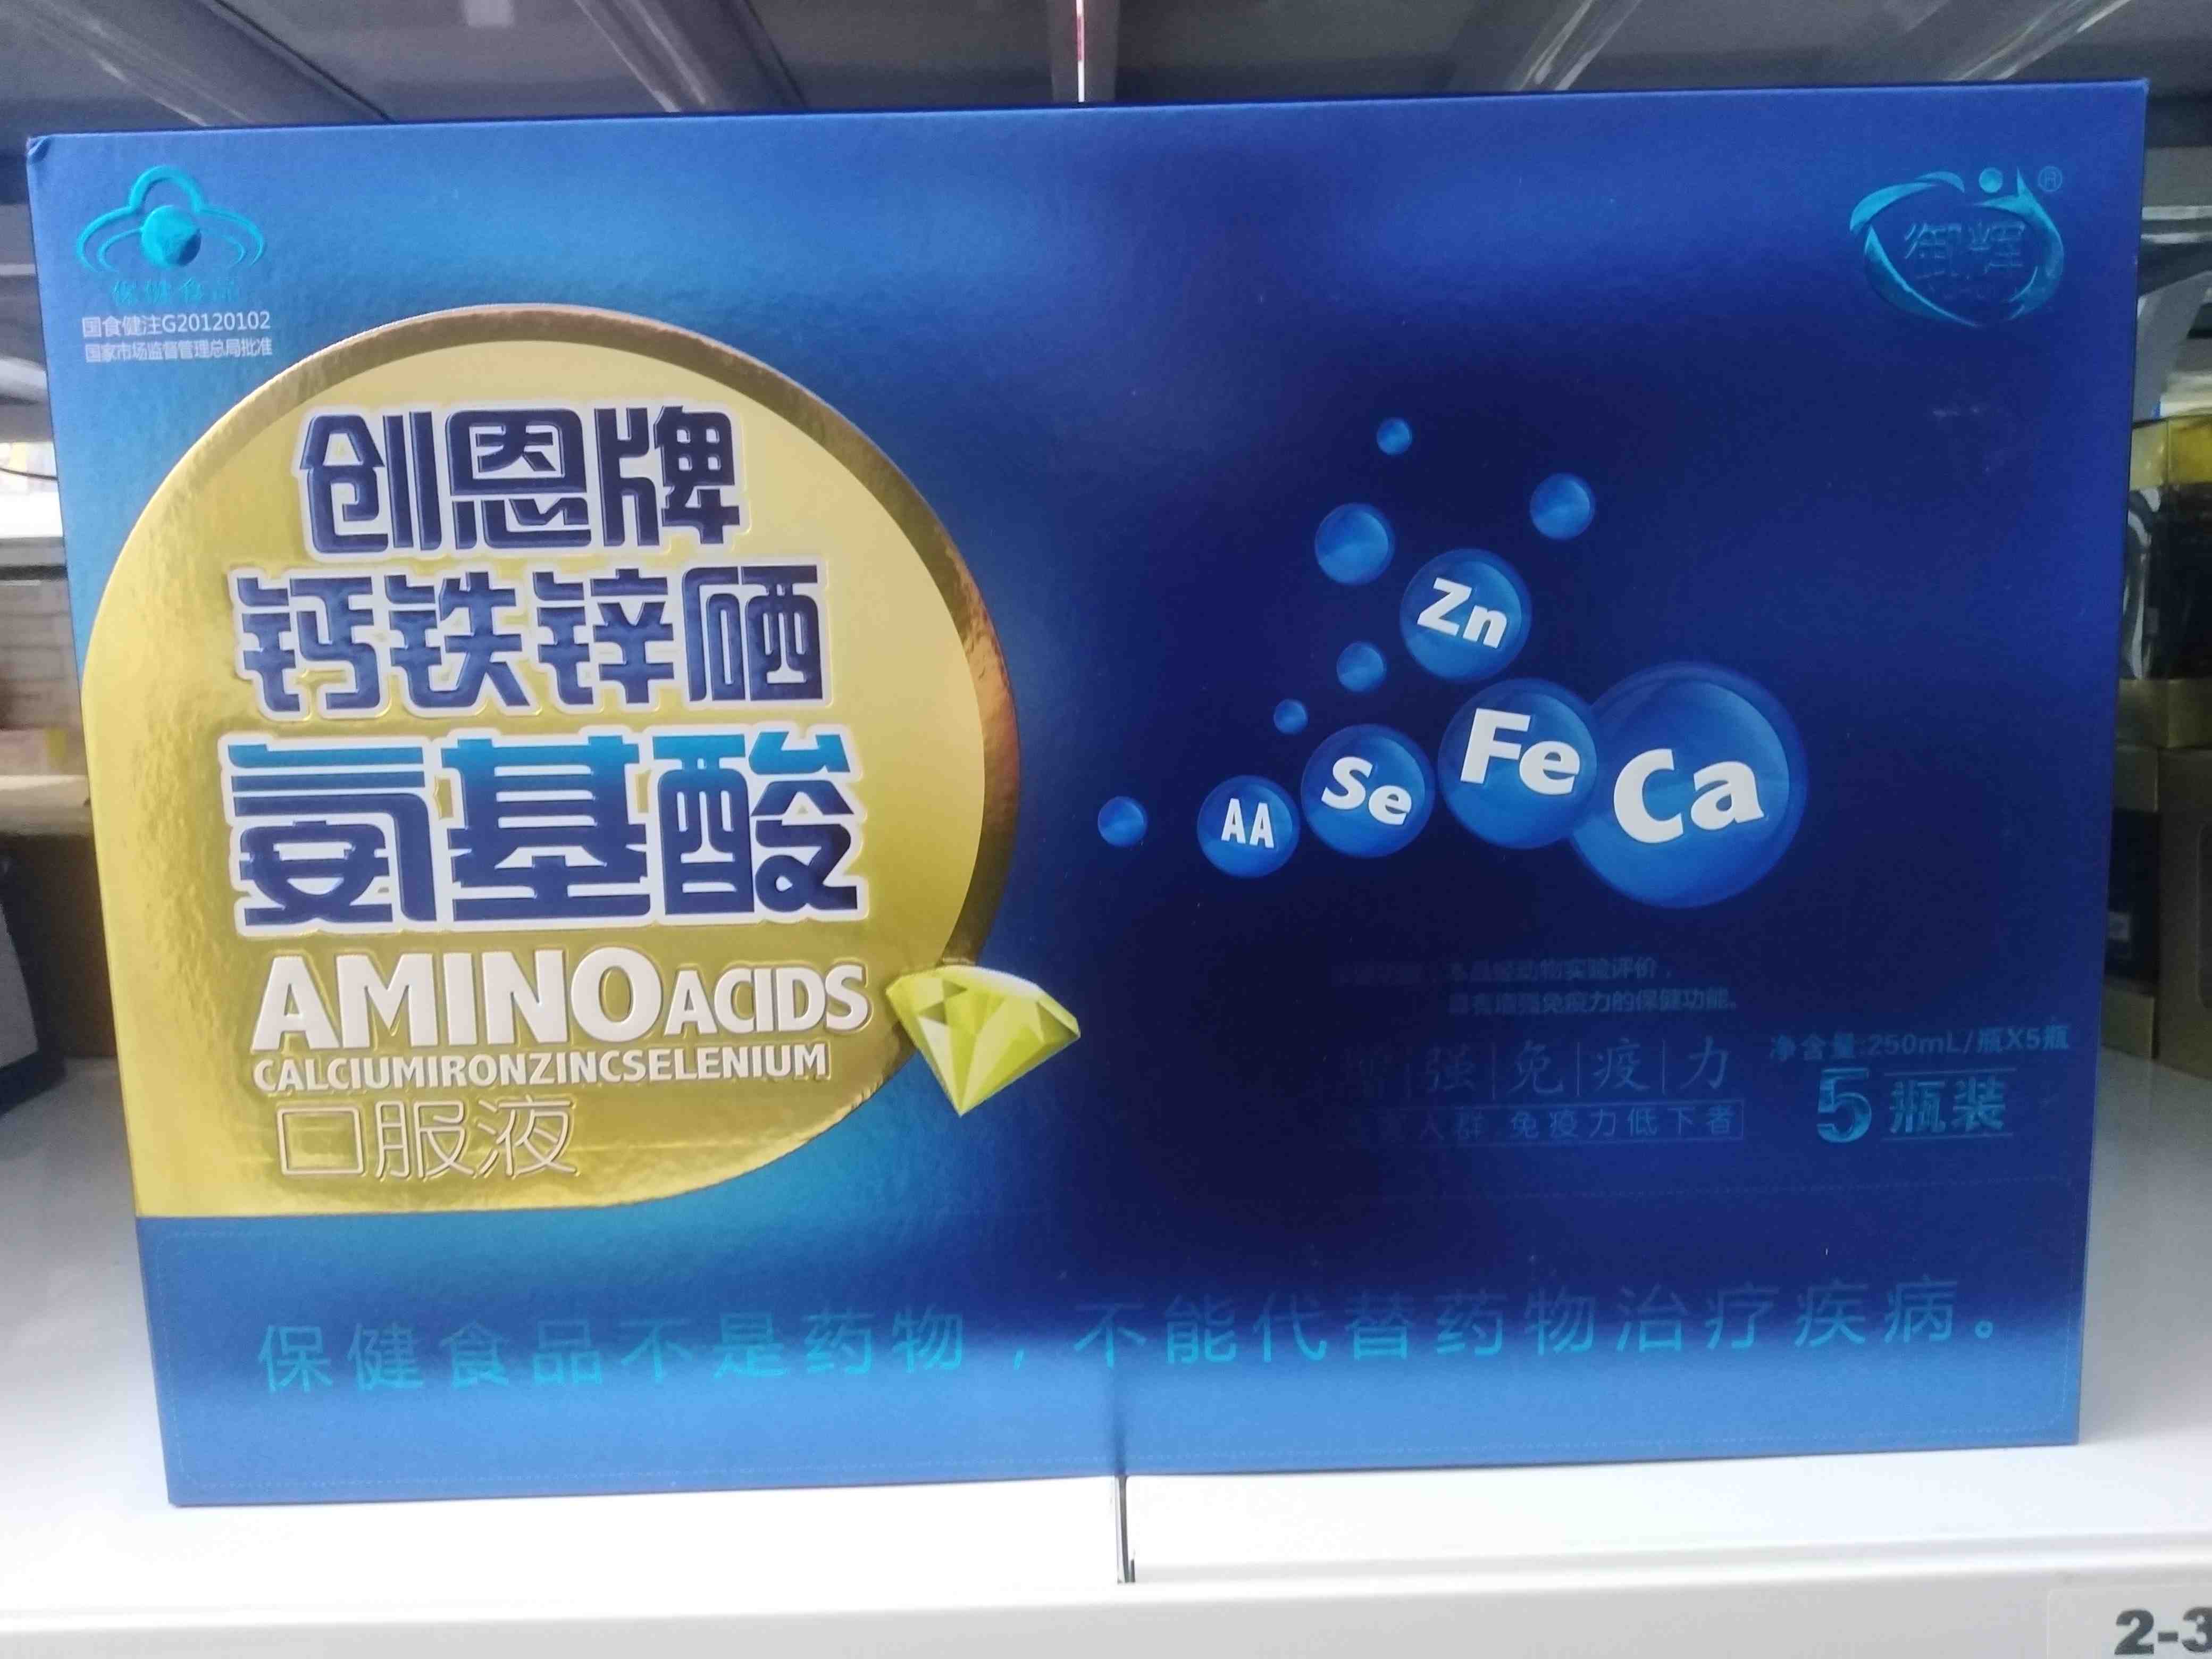 保健食品
国食健注G20120102
国家市场监督管理总局批准
御辉
®
创恩牌
钙铁锌硒
氨基酸
AMINO ACIDS
CALCIUMIRONZINCSELENIUM
口服液
Zn
Fe
Ca
Se
AA
本品经动物实验评价，
具有增强免疫力的保健功能。
增|强|免|疫|力
人群 免疫力低下者
净含量:250mL/瓶X5瓶
5瓶装
保健食品不是药物，不能代替药物治疗疾病。
2-3